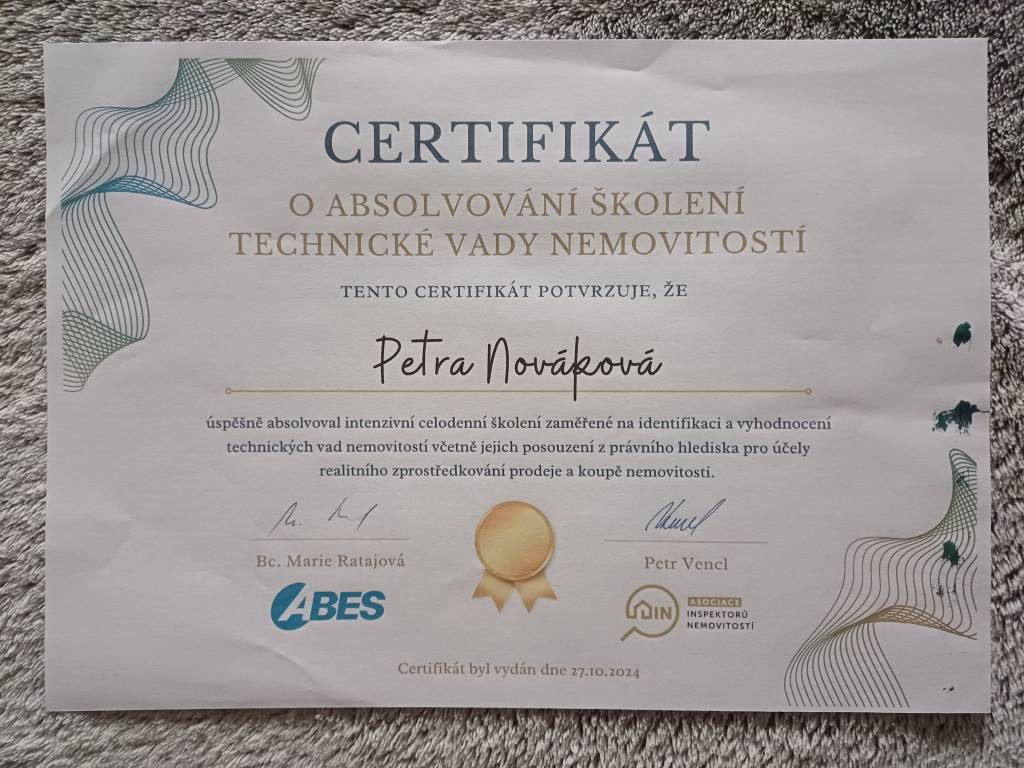 CERTIFIKÁT
O ABSOLVOVÁNÍ ŠKOLENÍ
TECHNICKÉ VADY NEMOVITOSTÍ
TENTO CERTIFIKÁT POTVRZUJE, ŽE
Petra Nováková
úspěšně absolvoval intenzivní celodenní školení zaměřené na identifikaci a vyhodnocení
technických vad nemovitostí včetně jejich posouzení z právního hlediska pro účely
realitního zprostředkování prodeje a koupě nemovitosti.
Bc. Marie Ratajová
Petr Vencl
ABES
AIN
ASOCIACE
INSPEKTORŮ
NEMOVITOSTÍ
Certifikát byl vydán dne 27.10.2024